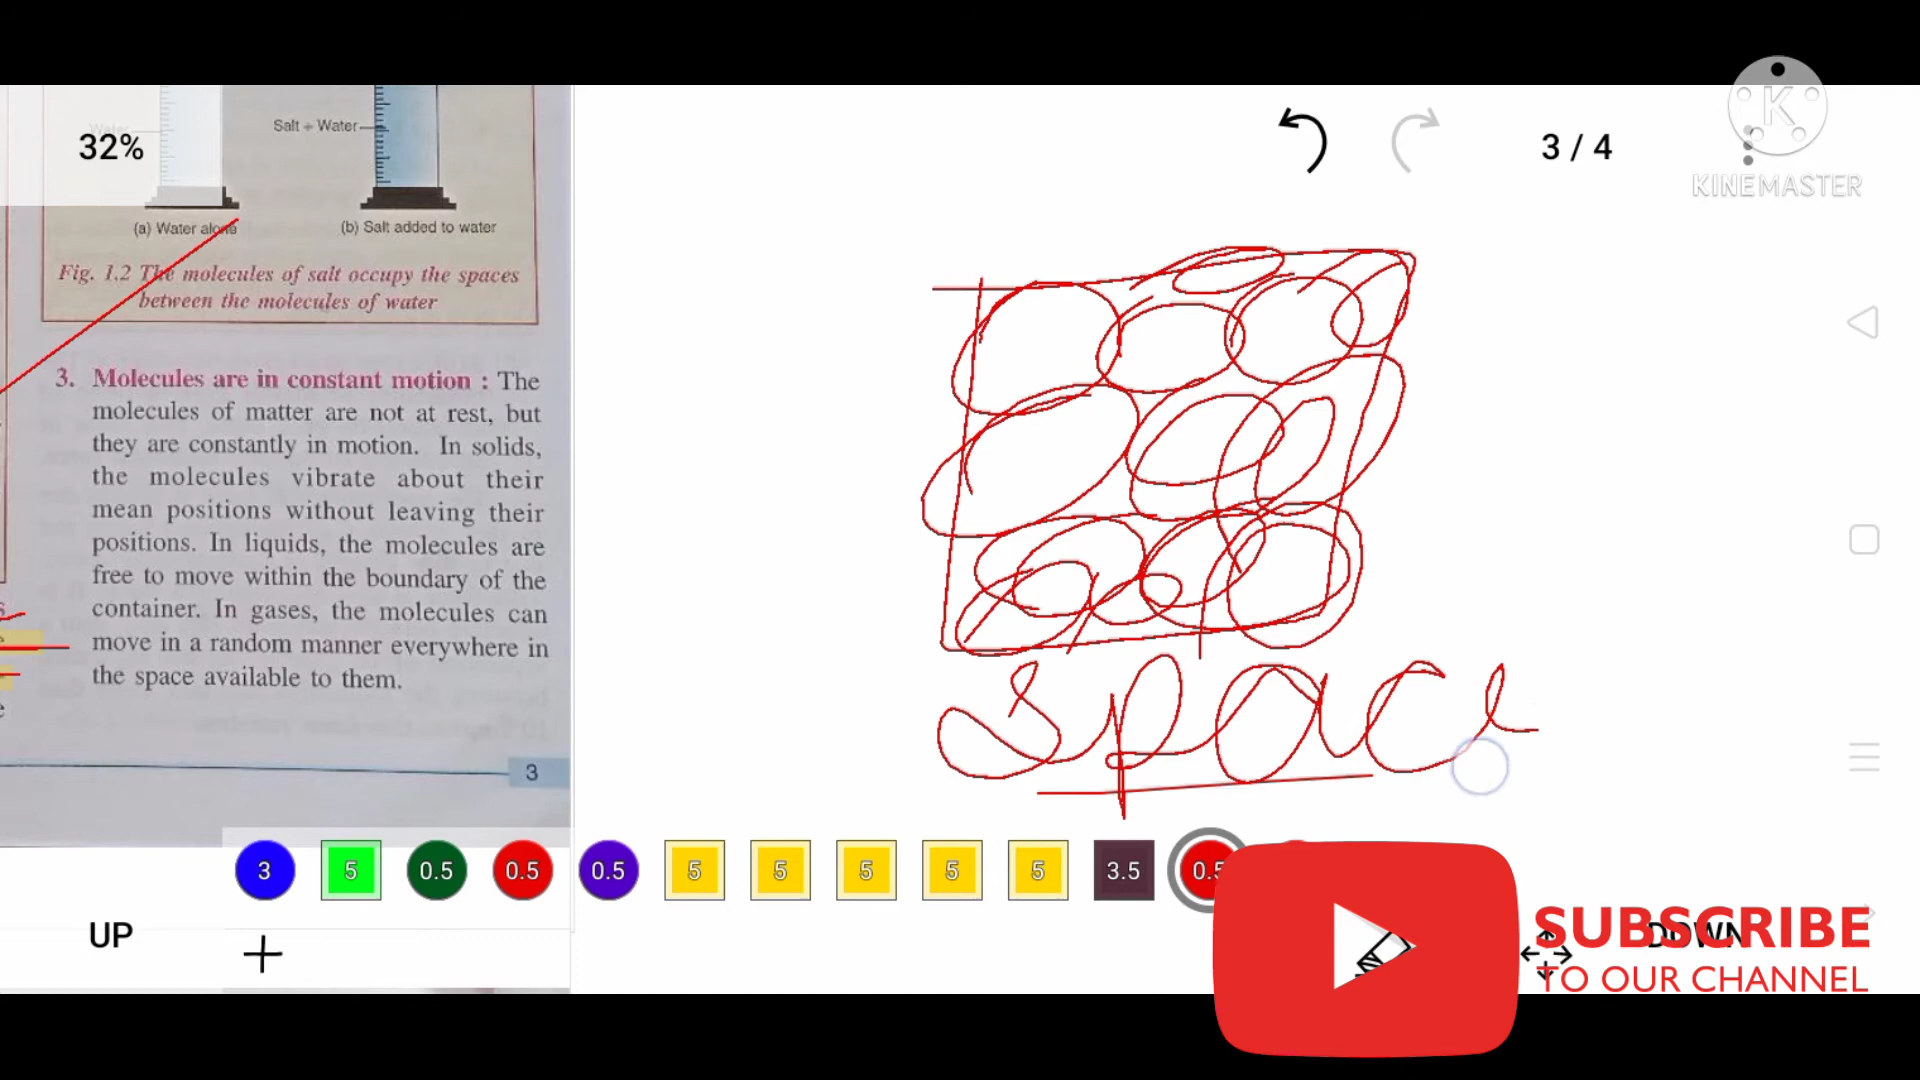 Water
32%
Salt + Water
3 / 4
KINEMASTER
(a) Water alone
(b) Salt added to water
Fig. 1.2 The molecules of salt occupy the spaces
between the molecules of water
3. Molecules are in constant motion : The
molecules of matter are not at rest, but
they are constantly in motion. In solids,
the molecules vibrate about their
mean positions without leaving their
positions. In liquids, the molecules are
free to move within the boundary of the
container. In gases, the molecules can
move in a random manner everywhere in
the space available to them.
3
Space
3 5 0.5 0.5 0.5 5 5 5 5 5 3.5 0.5
UP
DOWN
SUBSCRIBE
TO OUR CHANNEL